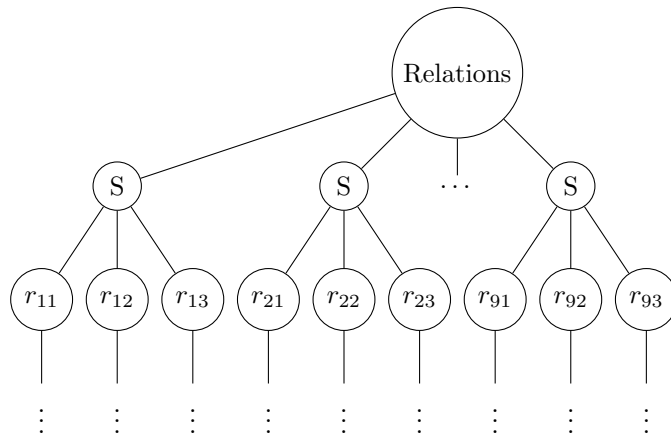 Relations
S S ⋯ S
r₁₁ r₁₂ r₁₃ r₂₁ r₂₂ r₂₃ r₉₁ r₉₂ r₉₃
⋮ ⋮ ⋮ ⋮ ⋮ ⋮ ⋮ ⋮ ⋮